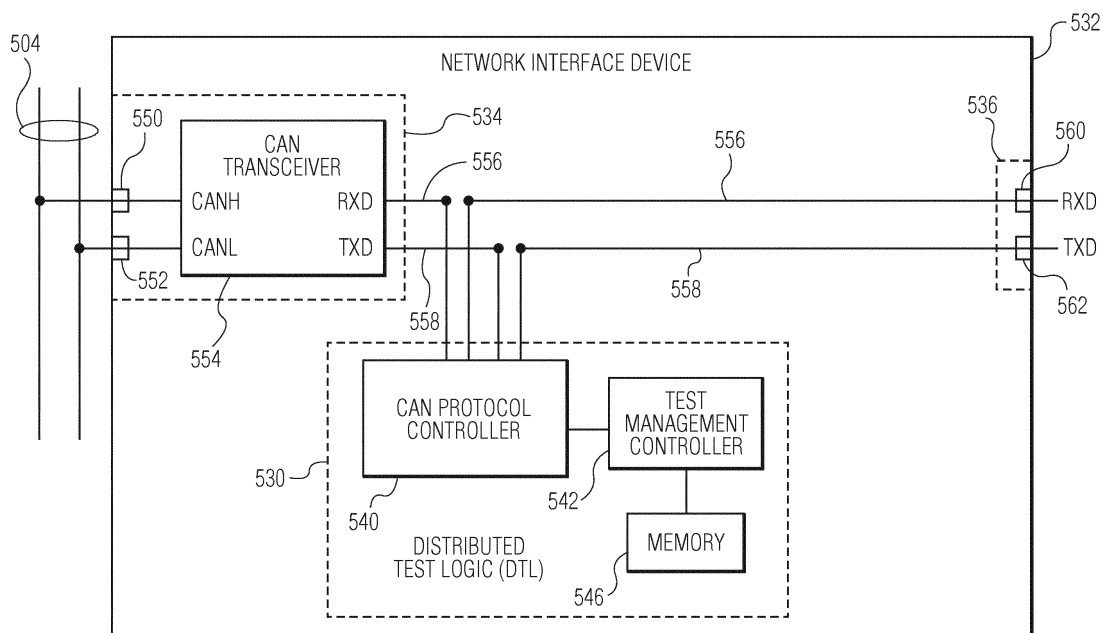 504
NETWORK INTERFACE DEVICE
532
550
534
536
560
CAN
TRANSCEIVER
556
556
CANH
RXD
RXD
CANL
TXD
TXD
552
558
558
562
554
CAN PROTOCOL
CONTROLLER
TEST
MANAGEMENT
CONTROLLER
530
540
542
DISTRIBUTED
TEST LOGIC (DTL)
MEMORY
546